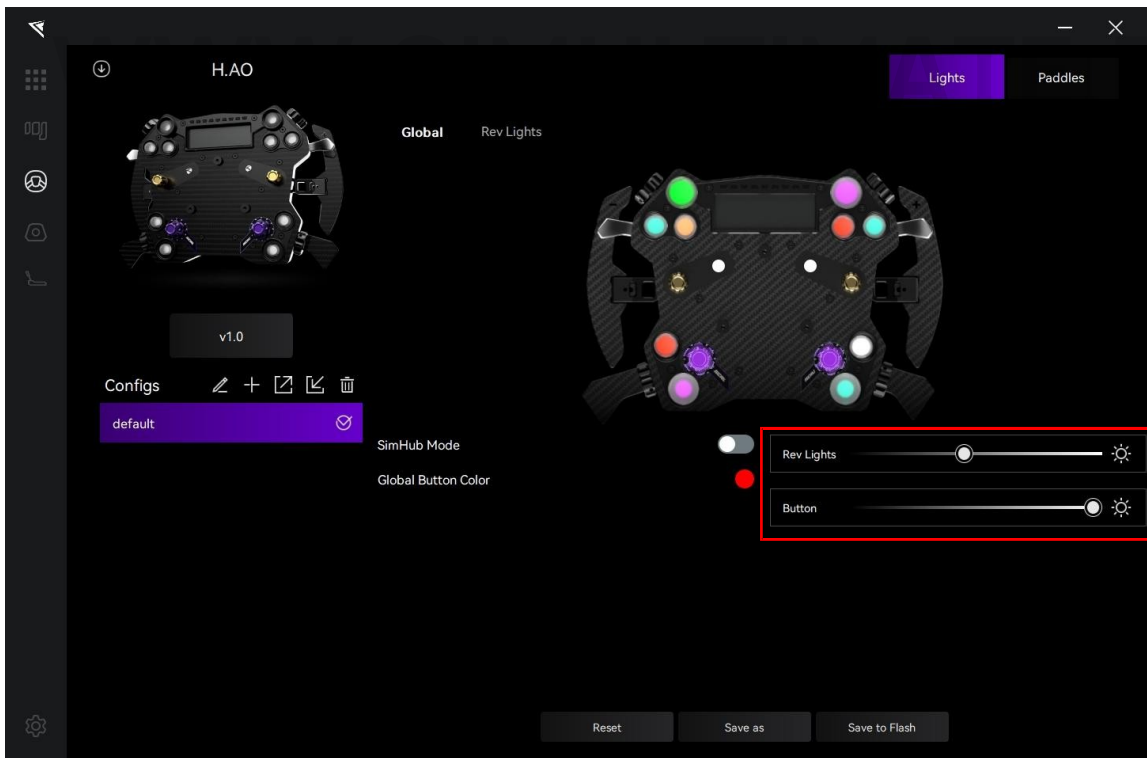 H.AO
Lights
Paddles
Global
Rev Lights
v1.0
Configs
default
SimHub Mode
Rev Lights
Global Button Color
Button
Reset
Save as
Save to Flash